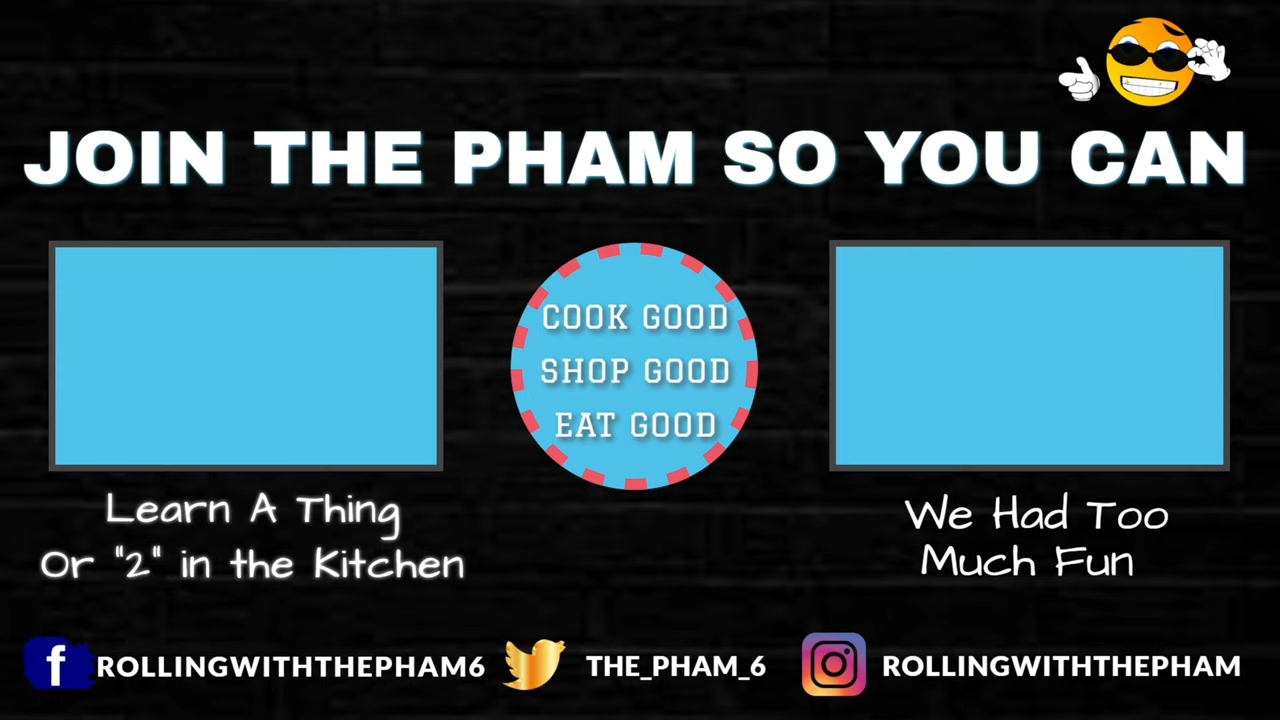 JOIN THE PHAM SO YOU CAN
COOK GOOD
SHOP GOOD
EAT GOOD
Learn A Thing
Or "2" in the Kitchen
We Had Too
Much Fun
f ROLLINGWITHTHEPHAM6 THE_PHAM_6 ROLLINGWITHTHEPHAM